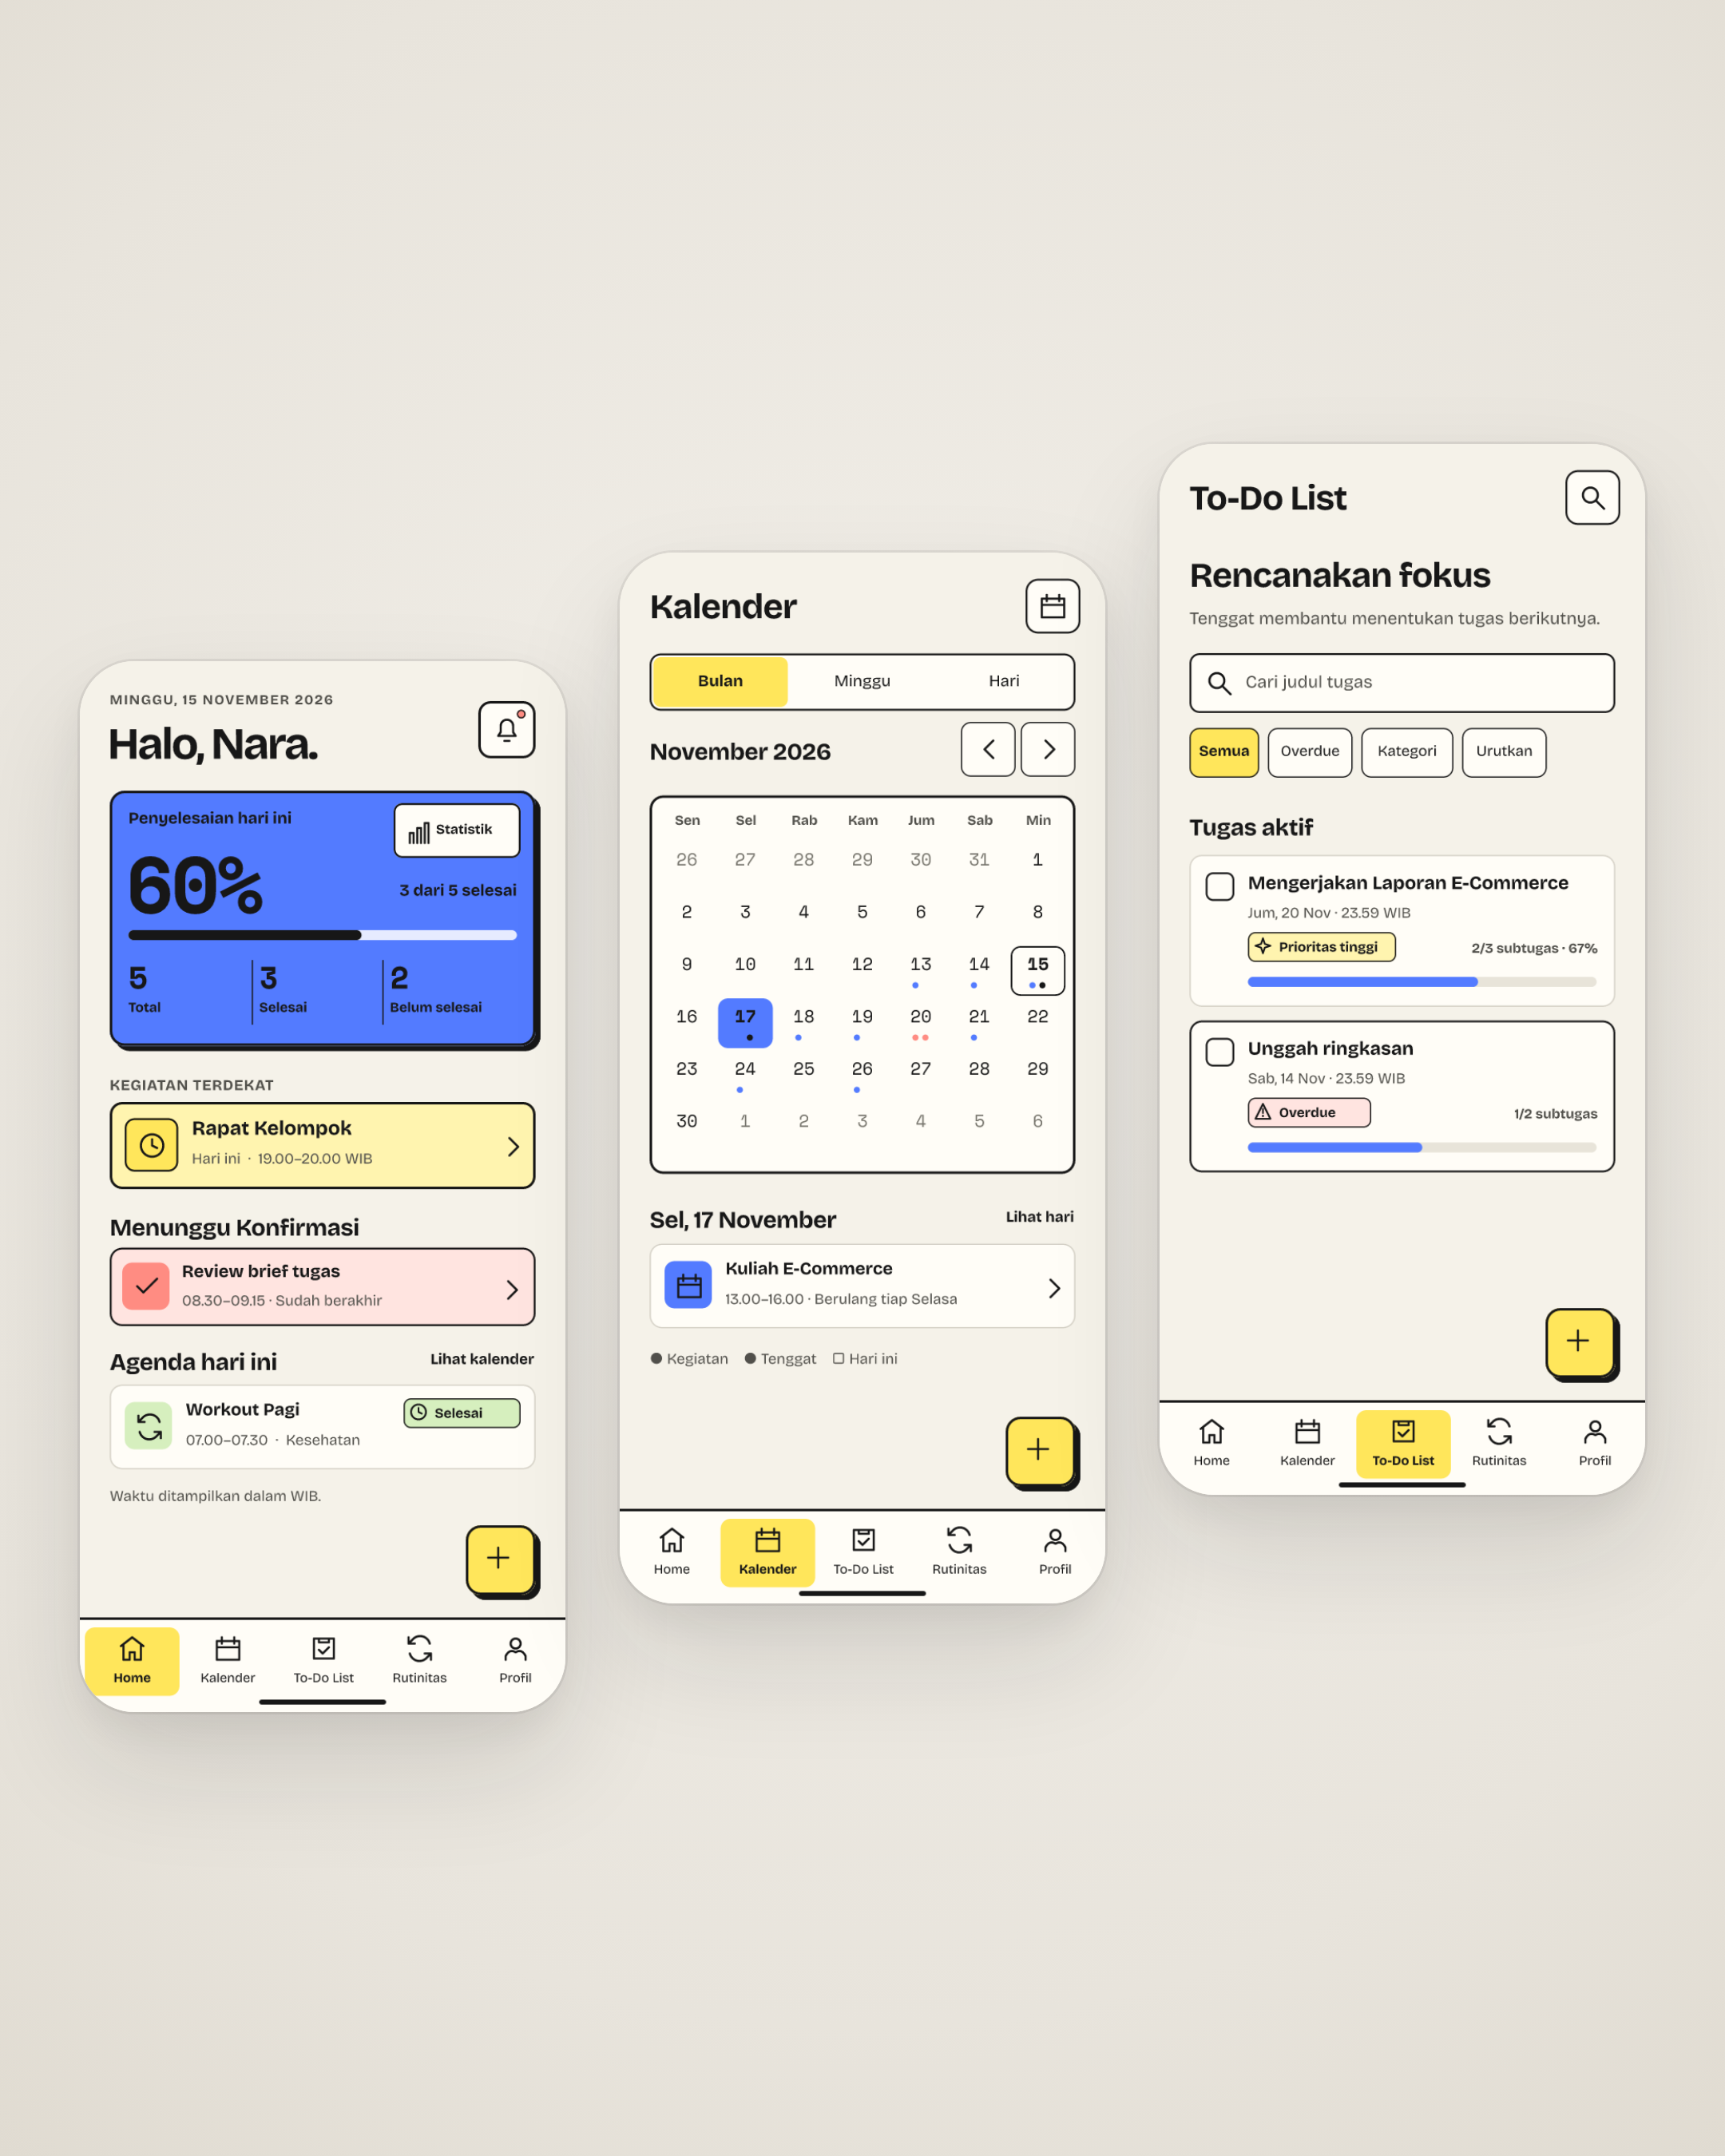 MINGGU, 15 NOVEMBER 2026
Halo, Nara.
Penyelesaian hari ini
Statistik
60%
3 dari 5 selesai
5
Total
3
Selesai
2
Belum selesai
KEGIATAN TERDEKAT
Rapat Kelompok
Hari ini · 19.00–20.00 WIB
Menunggu Konfirmasi
Review brief tugas
08.30–09.15 · Sudah berakhir
Agenda hari ini
Lihat kalender
Workout Pagi
Selesai
07.00–07.30 · Kesehatan
Waktu ditampilkan dalam WIB.
Home Kalender To-Do List Rutinitas Profil
Kalender
Bulan Minggu Hari
November 2026
Sen Sel Rab Kam Jum Sab Min
26 27 28 29 30 31 1
2 3 4 5 6 7 8
9 10 11 12 13 14 15
16 17 18 19 20 21 22
23 24 25 26 27 28 29
30 1 2 3 4 5 6
Sel, 17 November
Lihat hari
Kuliah E-Commerce
13.00–16.00 · Berulang tiap Selasa
Kegiatan Tenggat Hari ini
Home Kalender To-Do List Rutinitas Profil
To-Do List
Rencanakan fokus
Tenggat membantu menentukan tugas berikutnya.
Cari judul tugas
Semua Overdue Kategori Urutkan
Tugas aktif
Mengerjakan Laporan E-Commerce
Jum, 20 Nov · 23.59 WIB
Prioritas tinggi
2/3 subtugas · 67%
Unggah ringkasan
Sab, 14 Nov · 23.59 WIB
Overdue
1/2 subtugas
Home Kalender To-Do List Rutinitas Profil